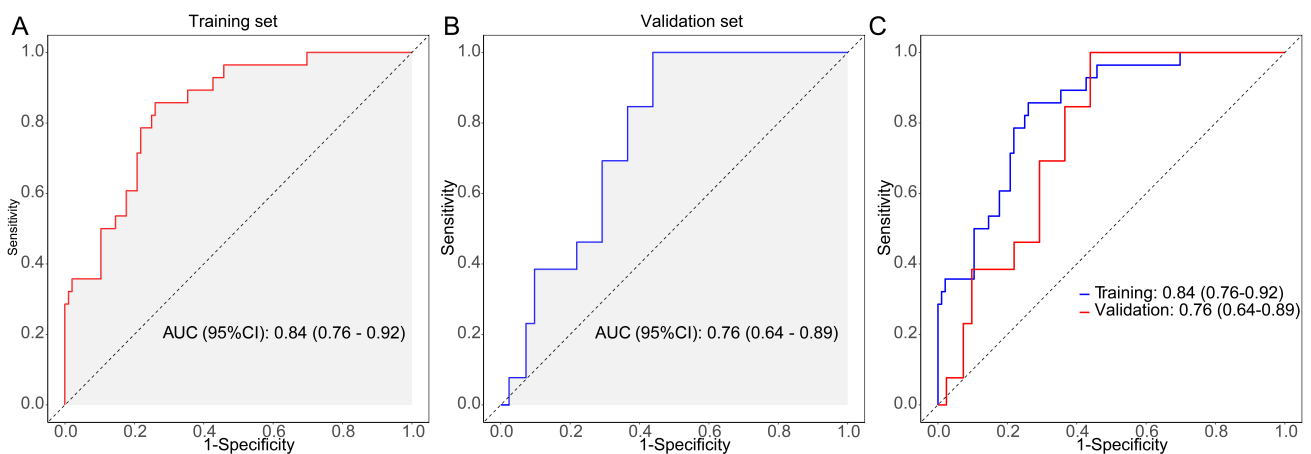 A
Training set
1.0
0.8
0.6
0.4
0.2
0.0
Sensitivity
AUC (95%CI): 0.84 (0.76 - 0.92)
0.0 0.2 0.4 0.6 0.8 1.0
1-Specificity
B
Validation set
1.0
0.8
0.6
0.4
0.2
0.0
Sensitivity
AUC (95%CI): 0.76 (0.64 - 0.89)
0.0 0.2 0.4 0.6 0.8 1.0
1-Specificity
C
1.0
0.8
0.6
0.4
0.2
0.0
Sensitivity
Training: 0.84 (0.76-0.92)
Validation: 0.76 (0.64-0.89)
0.0 0.2 0.4 0.6 0.8 1.0
1-Specificity